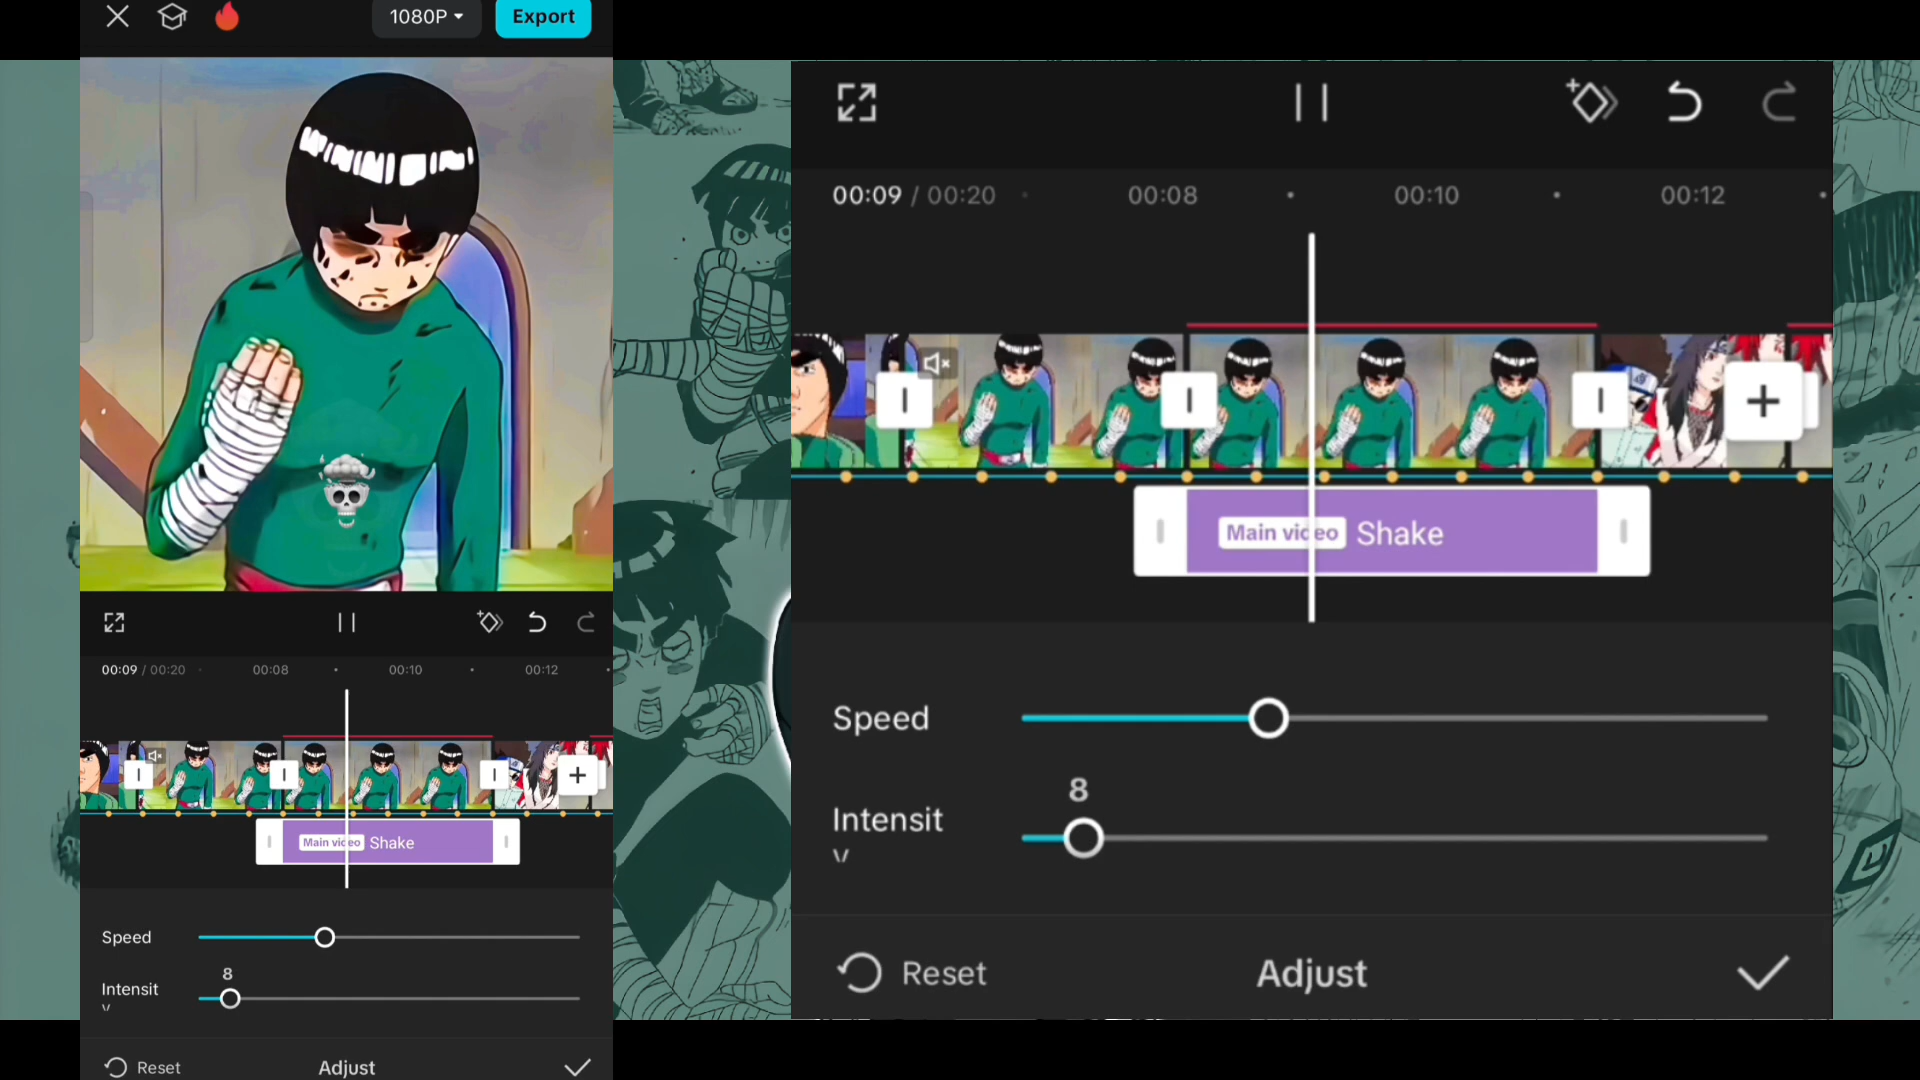 1080P
Export
00:09 / 00:20
00:08
00:10
00:12
Main video
Shake
Speed
8
Intensit
y
Reset
Adjust
00:09 / 00:20
00:08
00:10
00:12
Main video
Shake
Speed
8
Intensit
y
Reset
Adjust